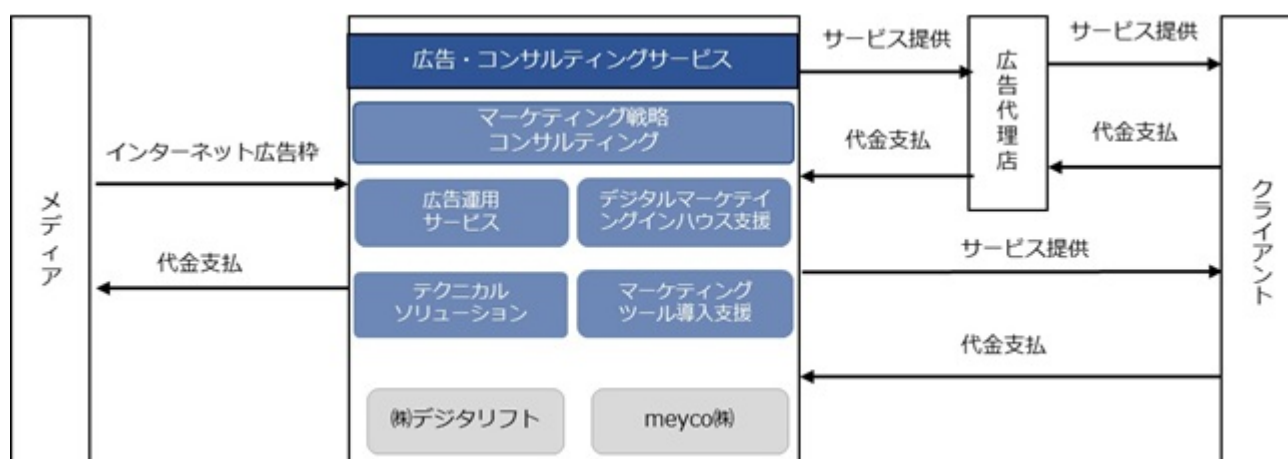 メディア
インターネット広告枠
代金支払
広告・コンサルティングサービス
マーケティング戦略
コンサルティング
広告運用
サービス
デジタルマーケテイ
ングインハウス支援
テクニカル
ソリューション
マーケティング
ツール導入支援
㈱デジタリフト
meyco㈱
サービス提供
代金支払
広告代理店
サービス提供
代金支払
サービス提供
代金支払
クライアント